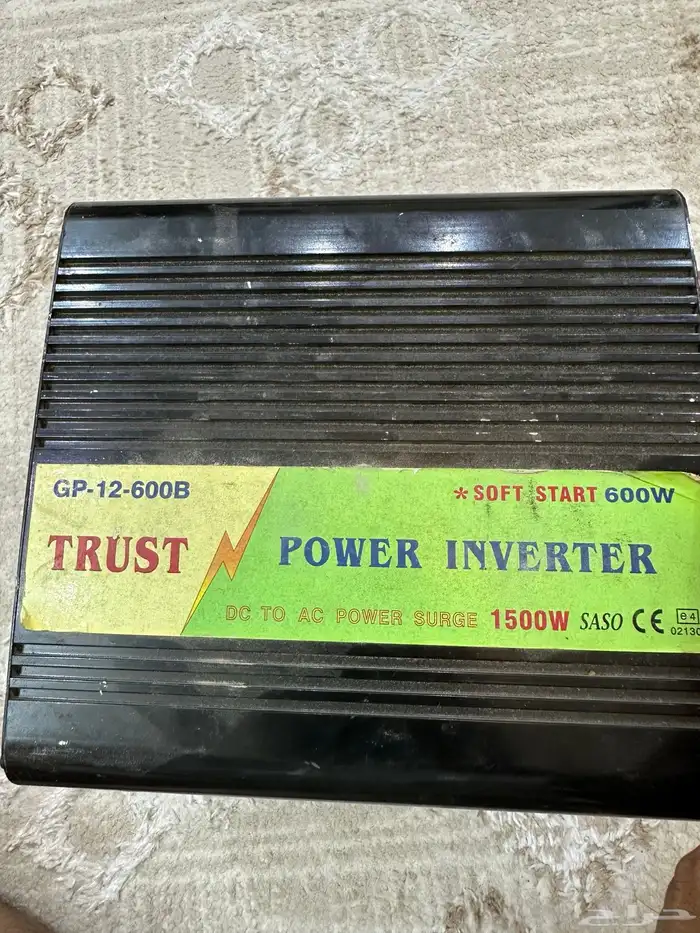 GP-12-600B
* SOFT START 600W
TRUST
POWER INVERTER
DC TO AC POWER SURGE 1500W SASO CE e4
02130
حراج